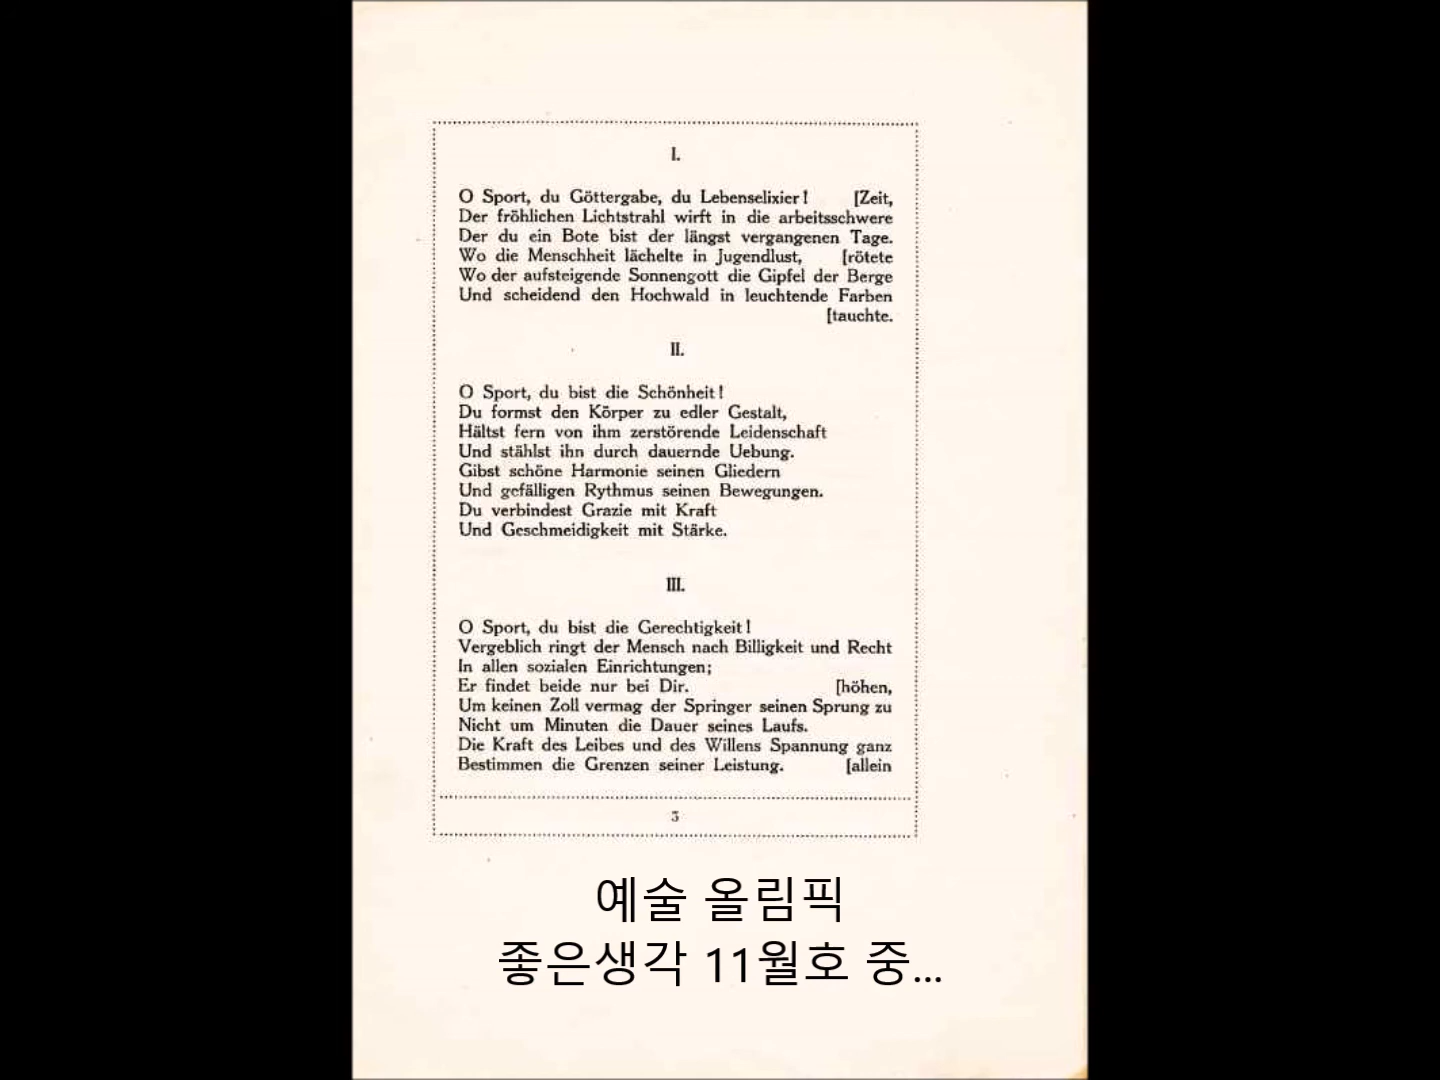 I.
O Sport, du Göttergabe, du Lebenselixier! [Zeit,
Der fröhlichen Lichtstrahl wirft in die arbeitsschwere
Der du ein Bote bist der längst vergangenen Tage.
Wo die Menschheit lächelte in Jugendlust, [rötete
Wo der aufsteigende Sonnengott die Gipfel der Berge
Und scheidend den Hochwald in leuchtende Farben
[tauchte.
II.
O Sport, du bist die Schönheit!
Du formst den Körper zu edler Gestalt,
Hältst fern von ihm zerstörende Leidenschaft
Und stählst ihn durch dauernde Uebung.
Gibst schöne Harmonie seinen Gliedern
Und gefälligen Rythmus seinen Bewegungen.
Du verbindest Grazie mit Kraft
Und Geschmeidigkeit mit Stärke.
III.
O Sport, du bist die Gerechtigkeit!
Vergeblich ringt der Mensch nach Billigkeit und Recht
In allen sozialen Einrichtungen;
Er findet beide nur bei Dir. [höhen,
Um keinen Zoll vermag der Springer seinen Sprung zu
Nicht um Minuten die Dauer seines Laufs.
Die Kraft des Leibes und des Willens Spannung ganz
Bestimmen die Grenzen seiner Leistung. [allein
3
예술 올림픽
좋은생각 11월호 중...